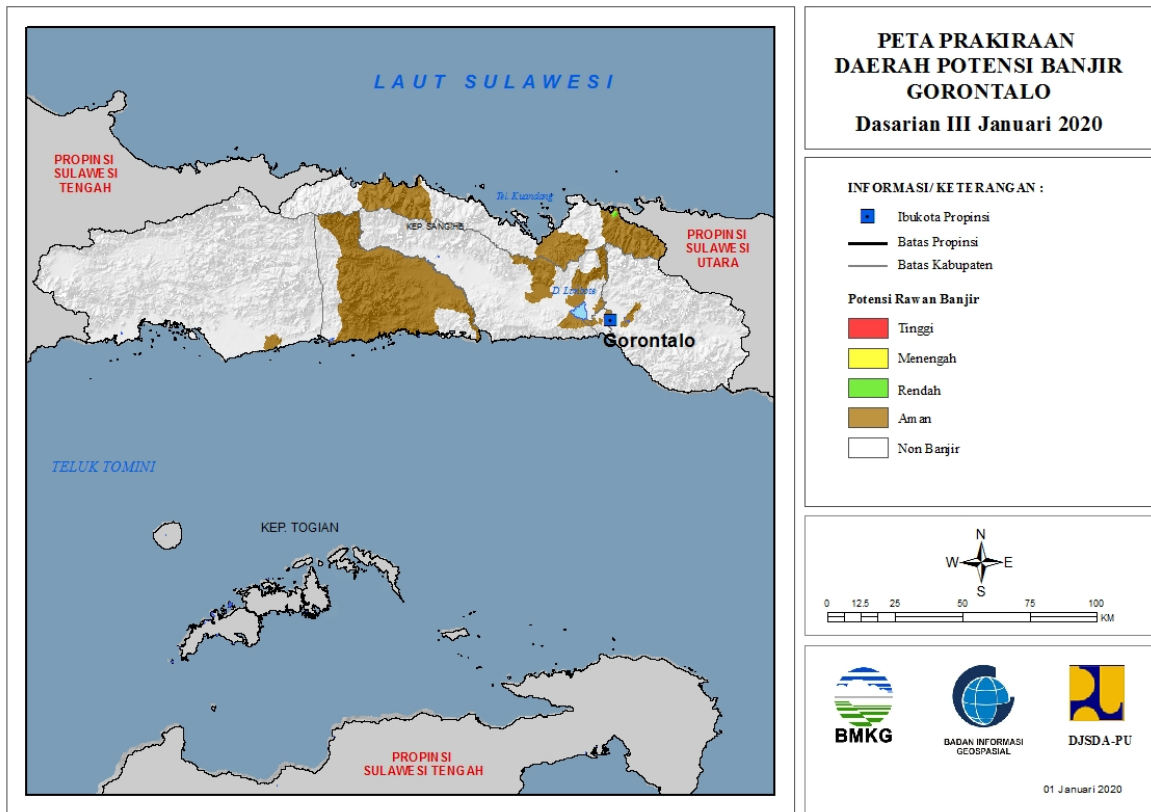 LAUT SULAWESI
PROPINSI
SULAWESI
TENGAH
Tel. Kuandang
KEP. SANGIHE
PROPINSI
SULAWESI
UTARA
D. Limboto
Gorontalo
TELUK TOMINI
KEP. TOGIAN
PROPINSI
SULAWESI TENGAH
PETA PRAKIRAAN
DAERAH POTENSI BANJIR
GORONTALO
Dasarian III Januari 2020
INFORMASI/ KETERANGAN :
Ibukota Propinsi
Batas Propinsi
Batas Kabupaten
Potensi Rawan Banjir
Tinggi
Menengah
Rendah
Aman
Non Banjir
N
W E
S
0 12.5 25 50 75 100
KM
BMKG
BADAN INFORMASI
GEOSPASIAL
DJSDA-PU
01 Januari 2020